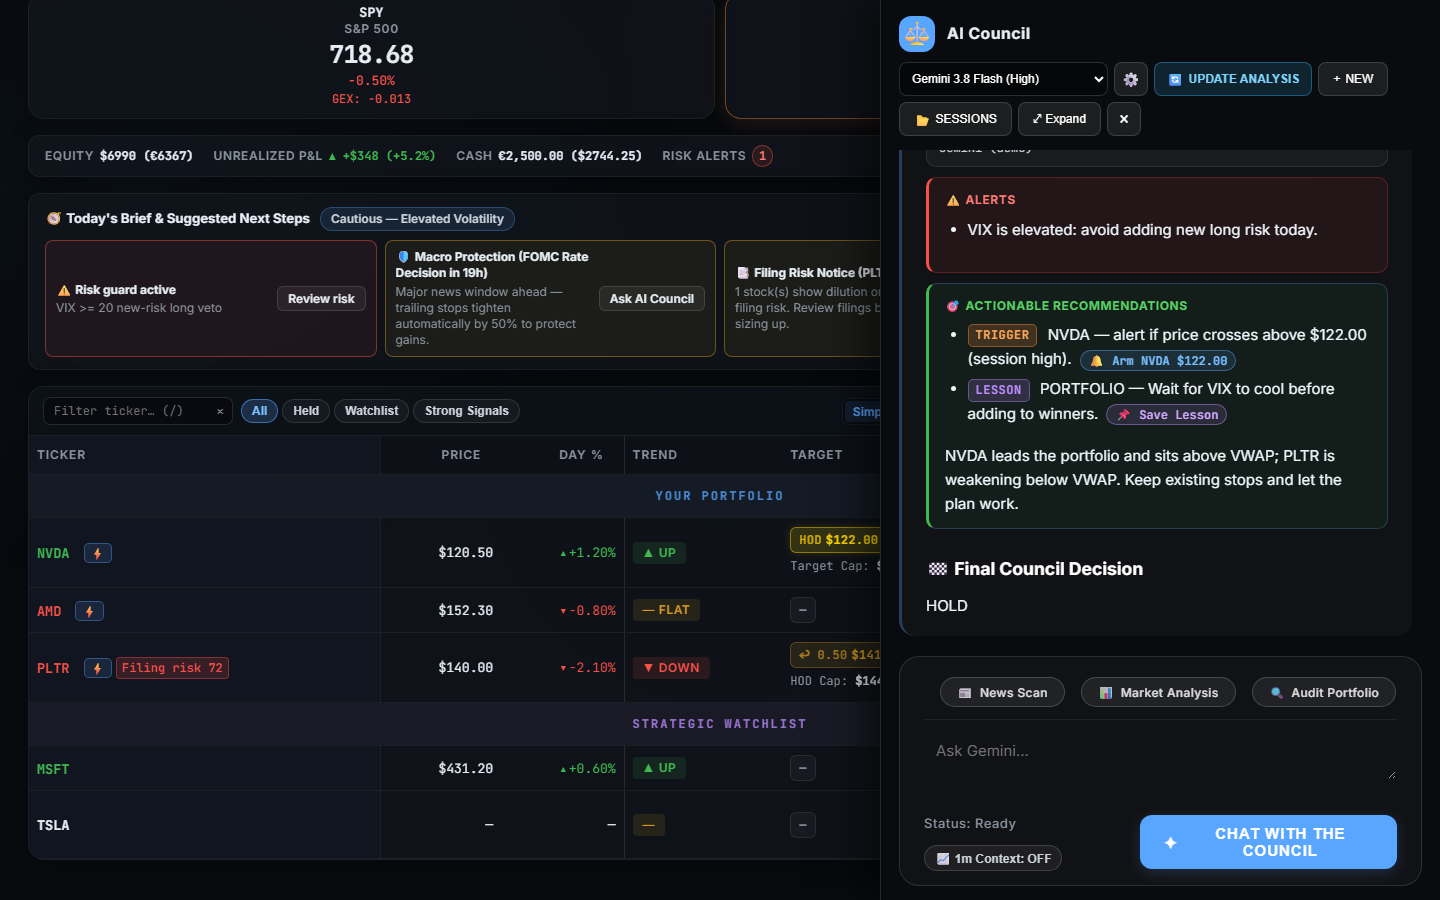 SPY
S&P 500
718.68
-0.50%
GEX: -0.013
EQUITY $6990 (€6367) UNREALIZED P&L ▲ +$348 (+5.2%) CASH €2,500.00 ($2744.25) RISK ALERTS 1
Today's Brief & Suggested Next Steps Cautious — Elevated Volatility
Risk guard active
VIX >= 20 new-risk long veto
Review risk
Macro Protection (FOMC Rate
Decision in 19h)
Major news window ahead —
trailing stops tighten
automatically by 50% to protect
gains.
Ask AI Council
Filing Risk Notice (PLT
1 stock(s) show dilution o
filing risk. Review filings b
sizing up.
Filter ticker… (/) × All Held Watchlist Strong Signals Simp
TICKER PRICE DAY % TREND TARGET
YOUR PORTFOLIO
NVDA $120.50 ▲+1.20% ▲ UP HOD $122.00
Target Cap: $
AMD $152.30 ▼-0.80% — FLAT —
PLTR Filing risk 72 $140.00 ▼-2.10% ▼ DOWN ↩ 0.50 $141
HOD Cap: $144
STRATEGIC WATCHLIST
MSFT $431.20 ▲+0.60% ▲ UP —
TSLA — — — —
AI Council
Gemini 3.8 Flash (High) UPDATE ANALYSIS + NEW
SESSIONS ⤢ Expand ×
ALERTS
• VIX is elevated: avoid adding new long risk today.
ACTIONABLE RECOMMENDATIONS
• TRIGGER NVDA — alert if price crosses above $122.00
(session high). Arm NVDA $122.00
• LESSON PORTFOLIO — Wait for VIX to cool before
adding to winners. Save Lesson
NVDA leads the portfolio and sits above VWAP; PLTR is
weakening below VWAP. Keep existing stops and let the
plan work.
Final Council Decision
HOLD
News Scan Market Analysis Audit Portfolio
Ask Gemini...
Status: Ready
1m Context: OFF
CHAT WITH THE
COUNCIL